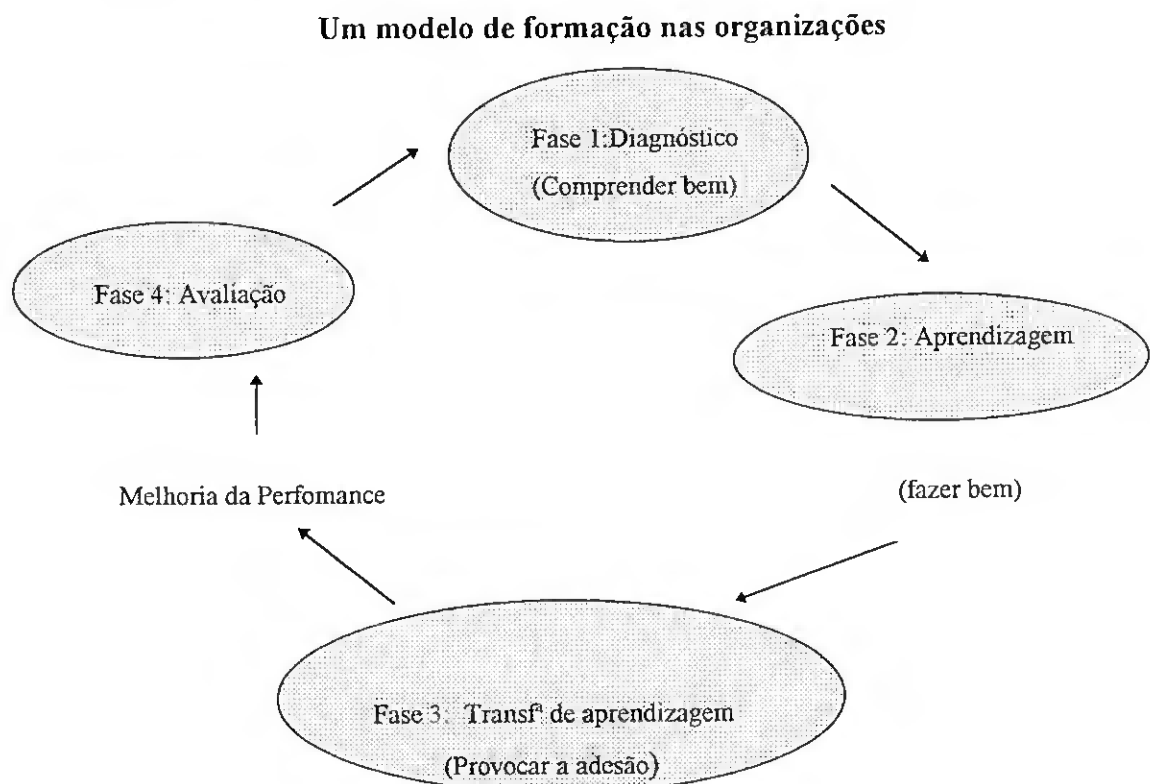 Um modelo de formação nas organizações
Fase 1:Diagnóstico
(Comprender bem)
Fase 4: Avaliação
Fase 2: Aprendizagem
Melhoria da Perfomance
(fazer bem)
Fase 3: Transfª de aprendizagem
(Provocar a adesão)